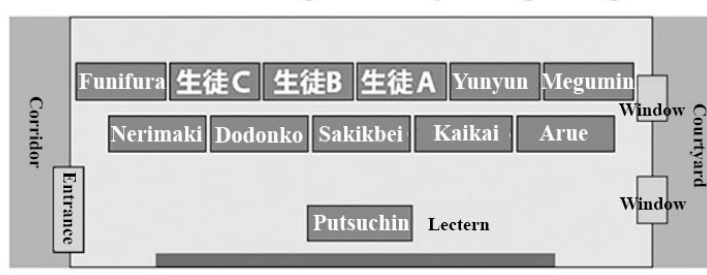 Funifura 生徒C 生徒B 生徒A Yunyun Megumin
Window
Corridor
Courtyard
Nerimaki Dodonko Sakikbei Kaikai Arue
Entrance
Window
Putsuchin Lectern